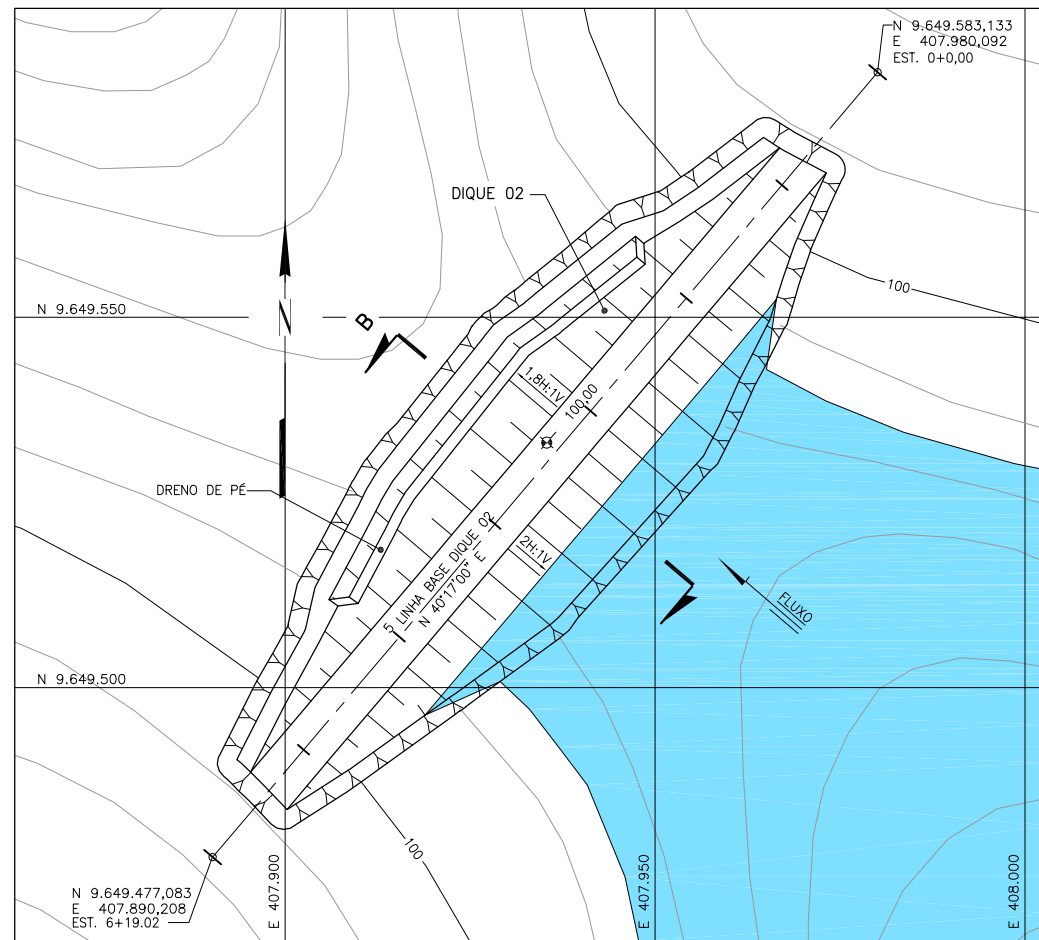 N 9.649.583,133
E 407.980,092
EST. 0+0,00
DIQUE 02
100
N 9.649.550
N
B
1,8H:1V
100,00
DRENO DE PÉ
5 LINHA BASE DIQUE 02
N 40°17'00" E
2H:1V
FLUXO
N 9.649.500
100
N 9.649.477,083
E 407.890,208
EST. 6+19.02
E 407.900
E 407.950
E 408.000